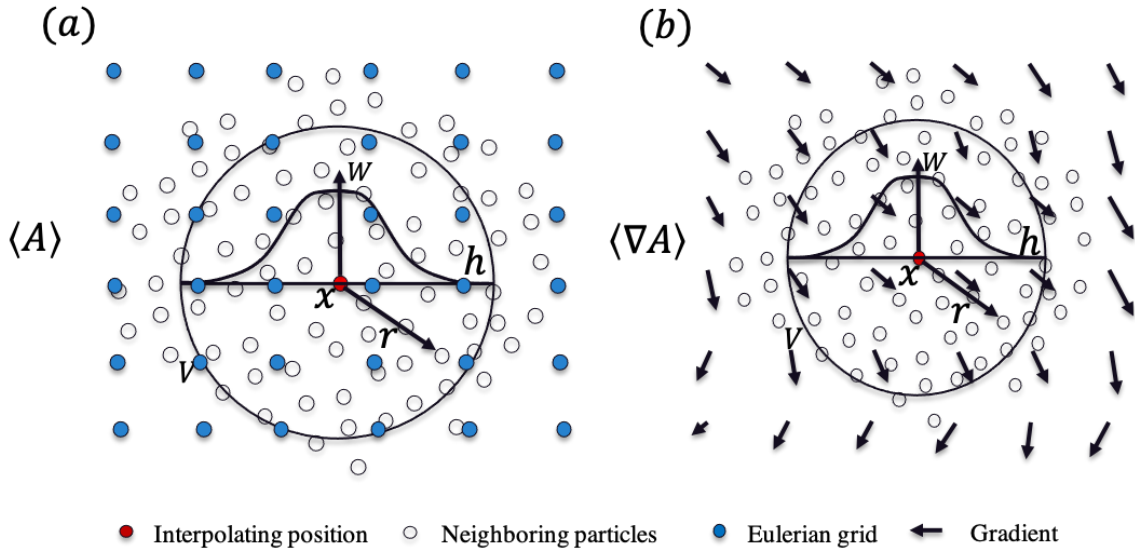 (a)
(b)
W
W
⟨A⟩
⟨∇A⟩
h
h
x
x
r
r
V
V
Interpolating position
Neighboring particles
Eulerian grid
Gradient